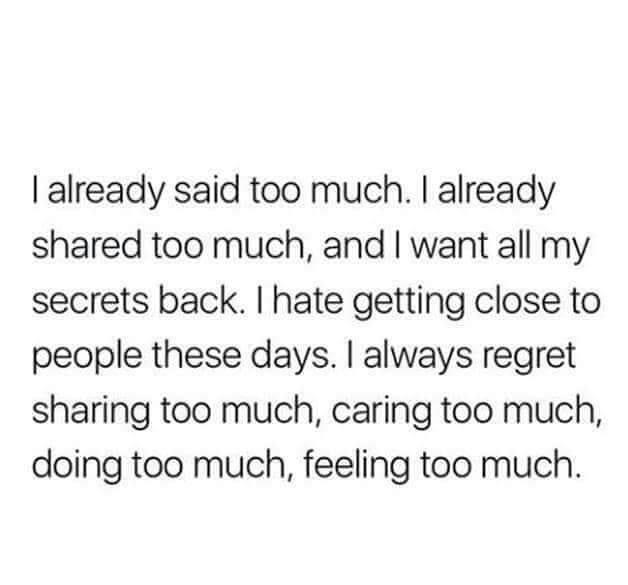 I already said too much. I already
shared too much, and I want all my
secrets back. I hate getting close to
people these days. I always regret
sharing too much, caring too much,
doing too much, feeling too much.